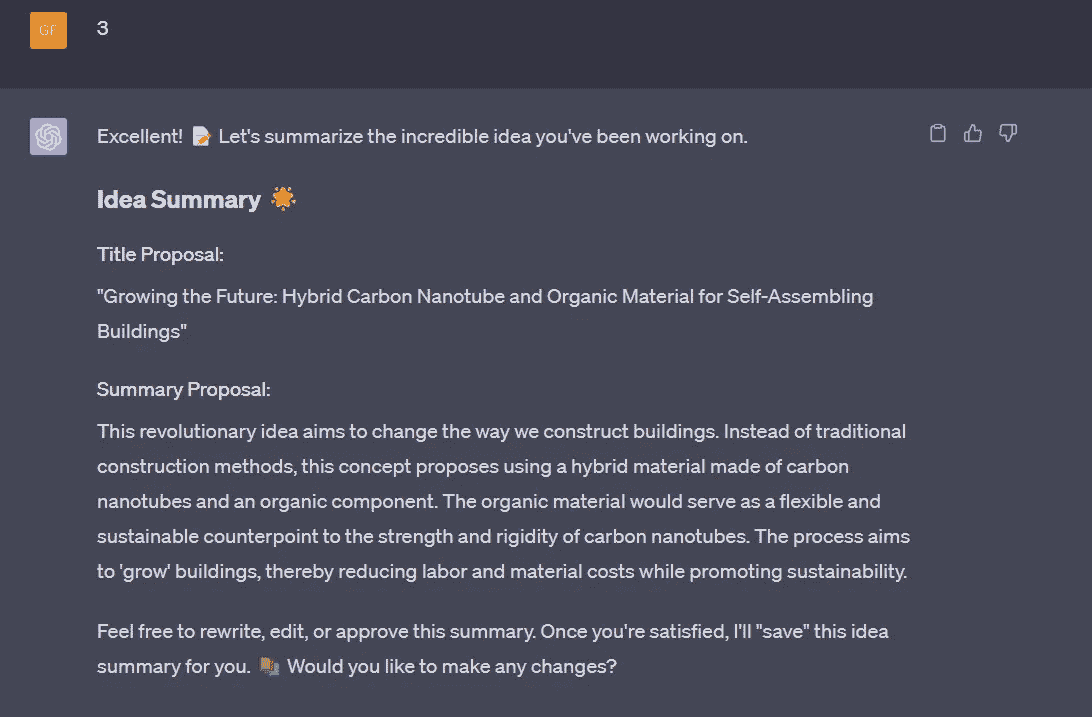 GF
3
Excellent! 📝 Let's summarize the incredible idea you've been working on.
Idea Summary
Title Proposal:
"Growing the Future: Hybrid Carbon Nanotube and Organic Material for Self-Assembling
Buildings"
Summary Proposal:
This revolutionary idea aims to change the way we construct buildings. Instead of traditional
construction methods, this concept proposes using a hybrid material made of carbon
nanotubes and an organic component. The organic material would serve as a flexible and
sustainable counterpoint to the strength and rigidity of carbon nanotubes. The process aims
to 'grow' buildings, thereby reducing labor and material costs while promoting sustainability.
Feel free to rewrite, edit, or approve this summary. Once you're satisfied, I'll "save" this idea
summary for you. Would you like to make any changes?